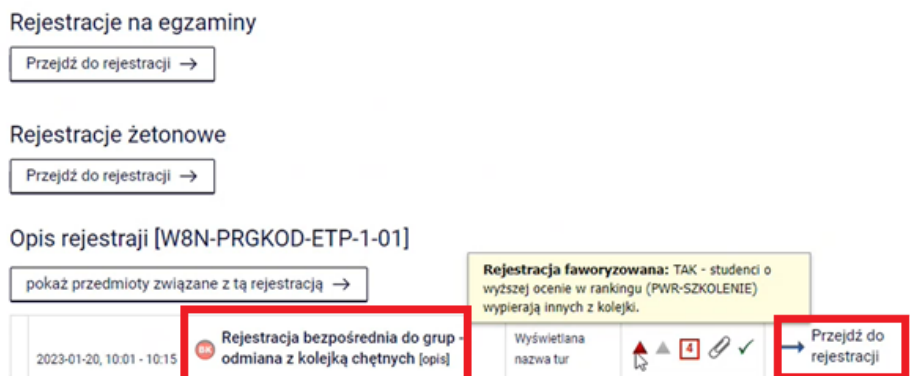 Rejestracje na egzaminy
Przejdź do rejestracji →
Rejestracje żetonowe
Przejdź do rejestracji →
Opis rejestraji [W8N-PRGKOD-ETP-1-01]
pokaż przedmioty związane z tą rejestracją →
Rejestracja faworyzowana: TAK - studenci o
wyższej ocenie w rankingu (PWR-SZKOLENIE)
wypierają innych z kolejki.
2023-01-20, 10:01 - 10:15
BK
Rejestracja bezpośrednia do grup -
odmiana z kolejką chętnych [opis]
Wyświetlana
nazwa tur
4
→ Przejdź do
rejestracji